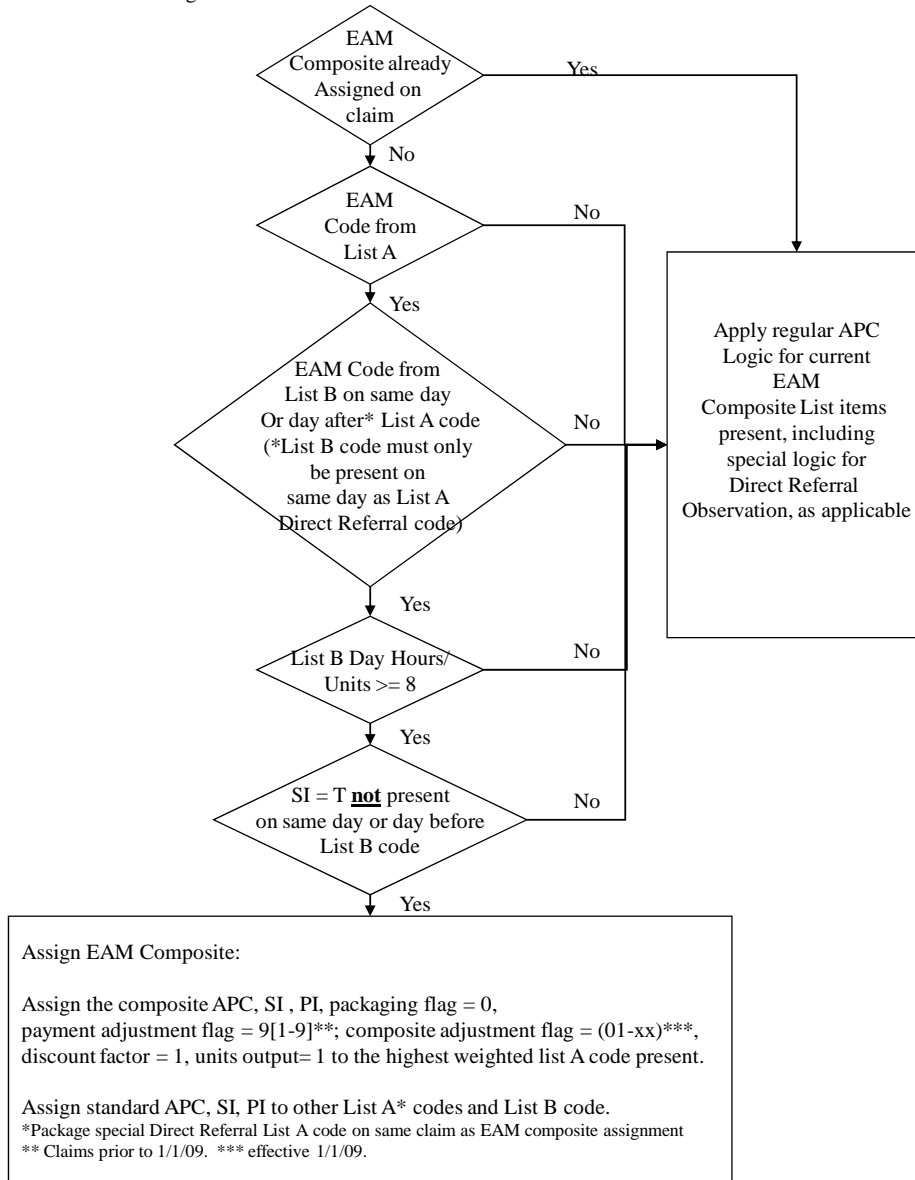 EAM
Composite already
Assigned on
claim
Yes
No
EAM
Code from
List A
No
Yes
EAM Code from
List B on same day
Or day after* List A code
(*List B code must only
be present on
same day as List A
Direct Referral code)
No
Apply regular APC
Logic for current
EAM
Composite List items
present, including
special logic for
Direct Referral
Observation, as applicable
Yes
List B Day Hours/
Units >= 8
No
Yes
SI = T not present
on same day or day before
List B code
No
Yes
Assign EAM Composite:
Assign the composite APC, SI , PI, packaging flag = 0,
payment adjustment flag = 9[1-9]**; composite adjustment flag = (01-xx)***,
discount factor = 1, units output= 1 to the highest weighted list A code present.
Assign standard APC, SI, PI to other List A* codes and List B code.
*Package special Direct Referral List A code on same claim as EAM composite assignment
** Claims prior to 1/1/09. *** effective 1/1/09.